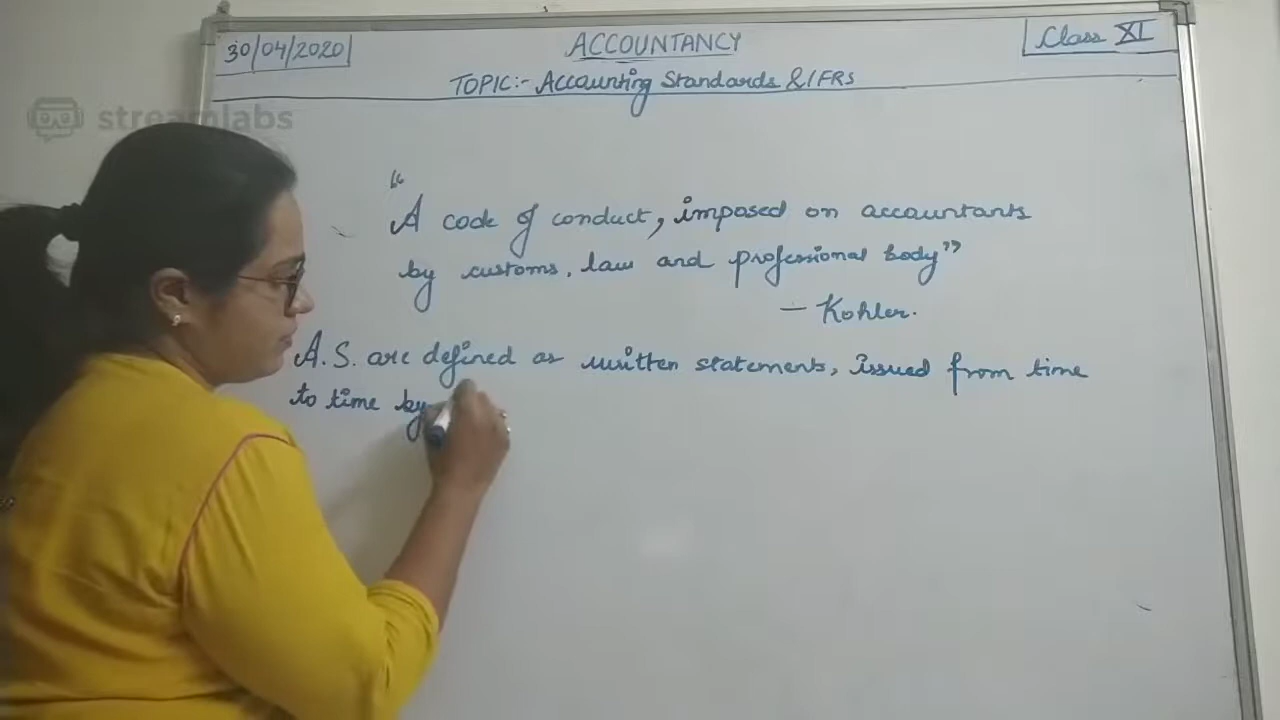 30/04/2020
ACCOUNTANCY
Class XI
TOPIC:- Accounting Standards & IFRS
streamlabs
"A code of conduct, imposed on accountants
by customs, law and professional body"
- Kohler.
A.S. are defined as written statements, issued from time
to time by